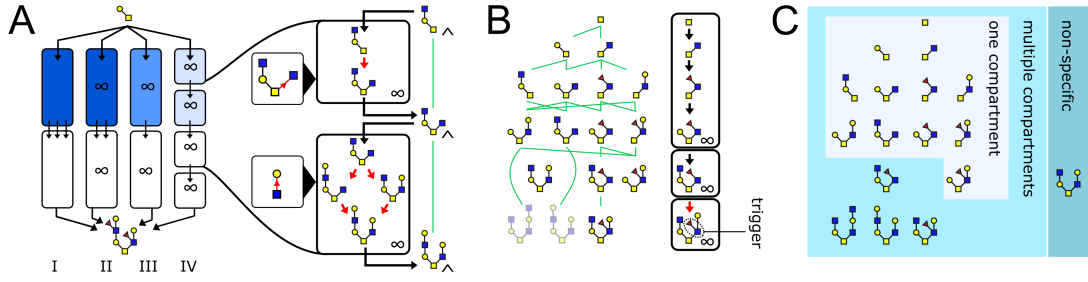 A
∞
∞
∞
∞
∞
∞
∞
∞
I
II
III
IV
∞
∞
B
∞
∞
∞
trigger
C
one compartment
multiple compartments
non-specific